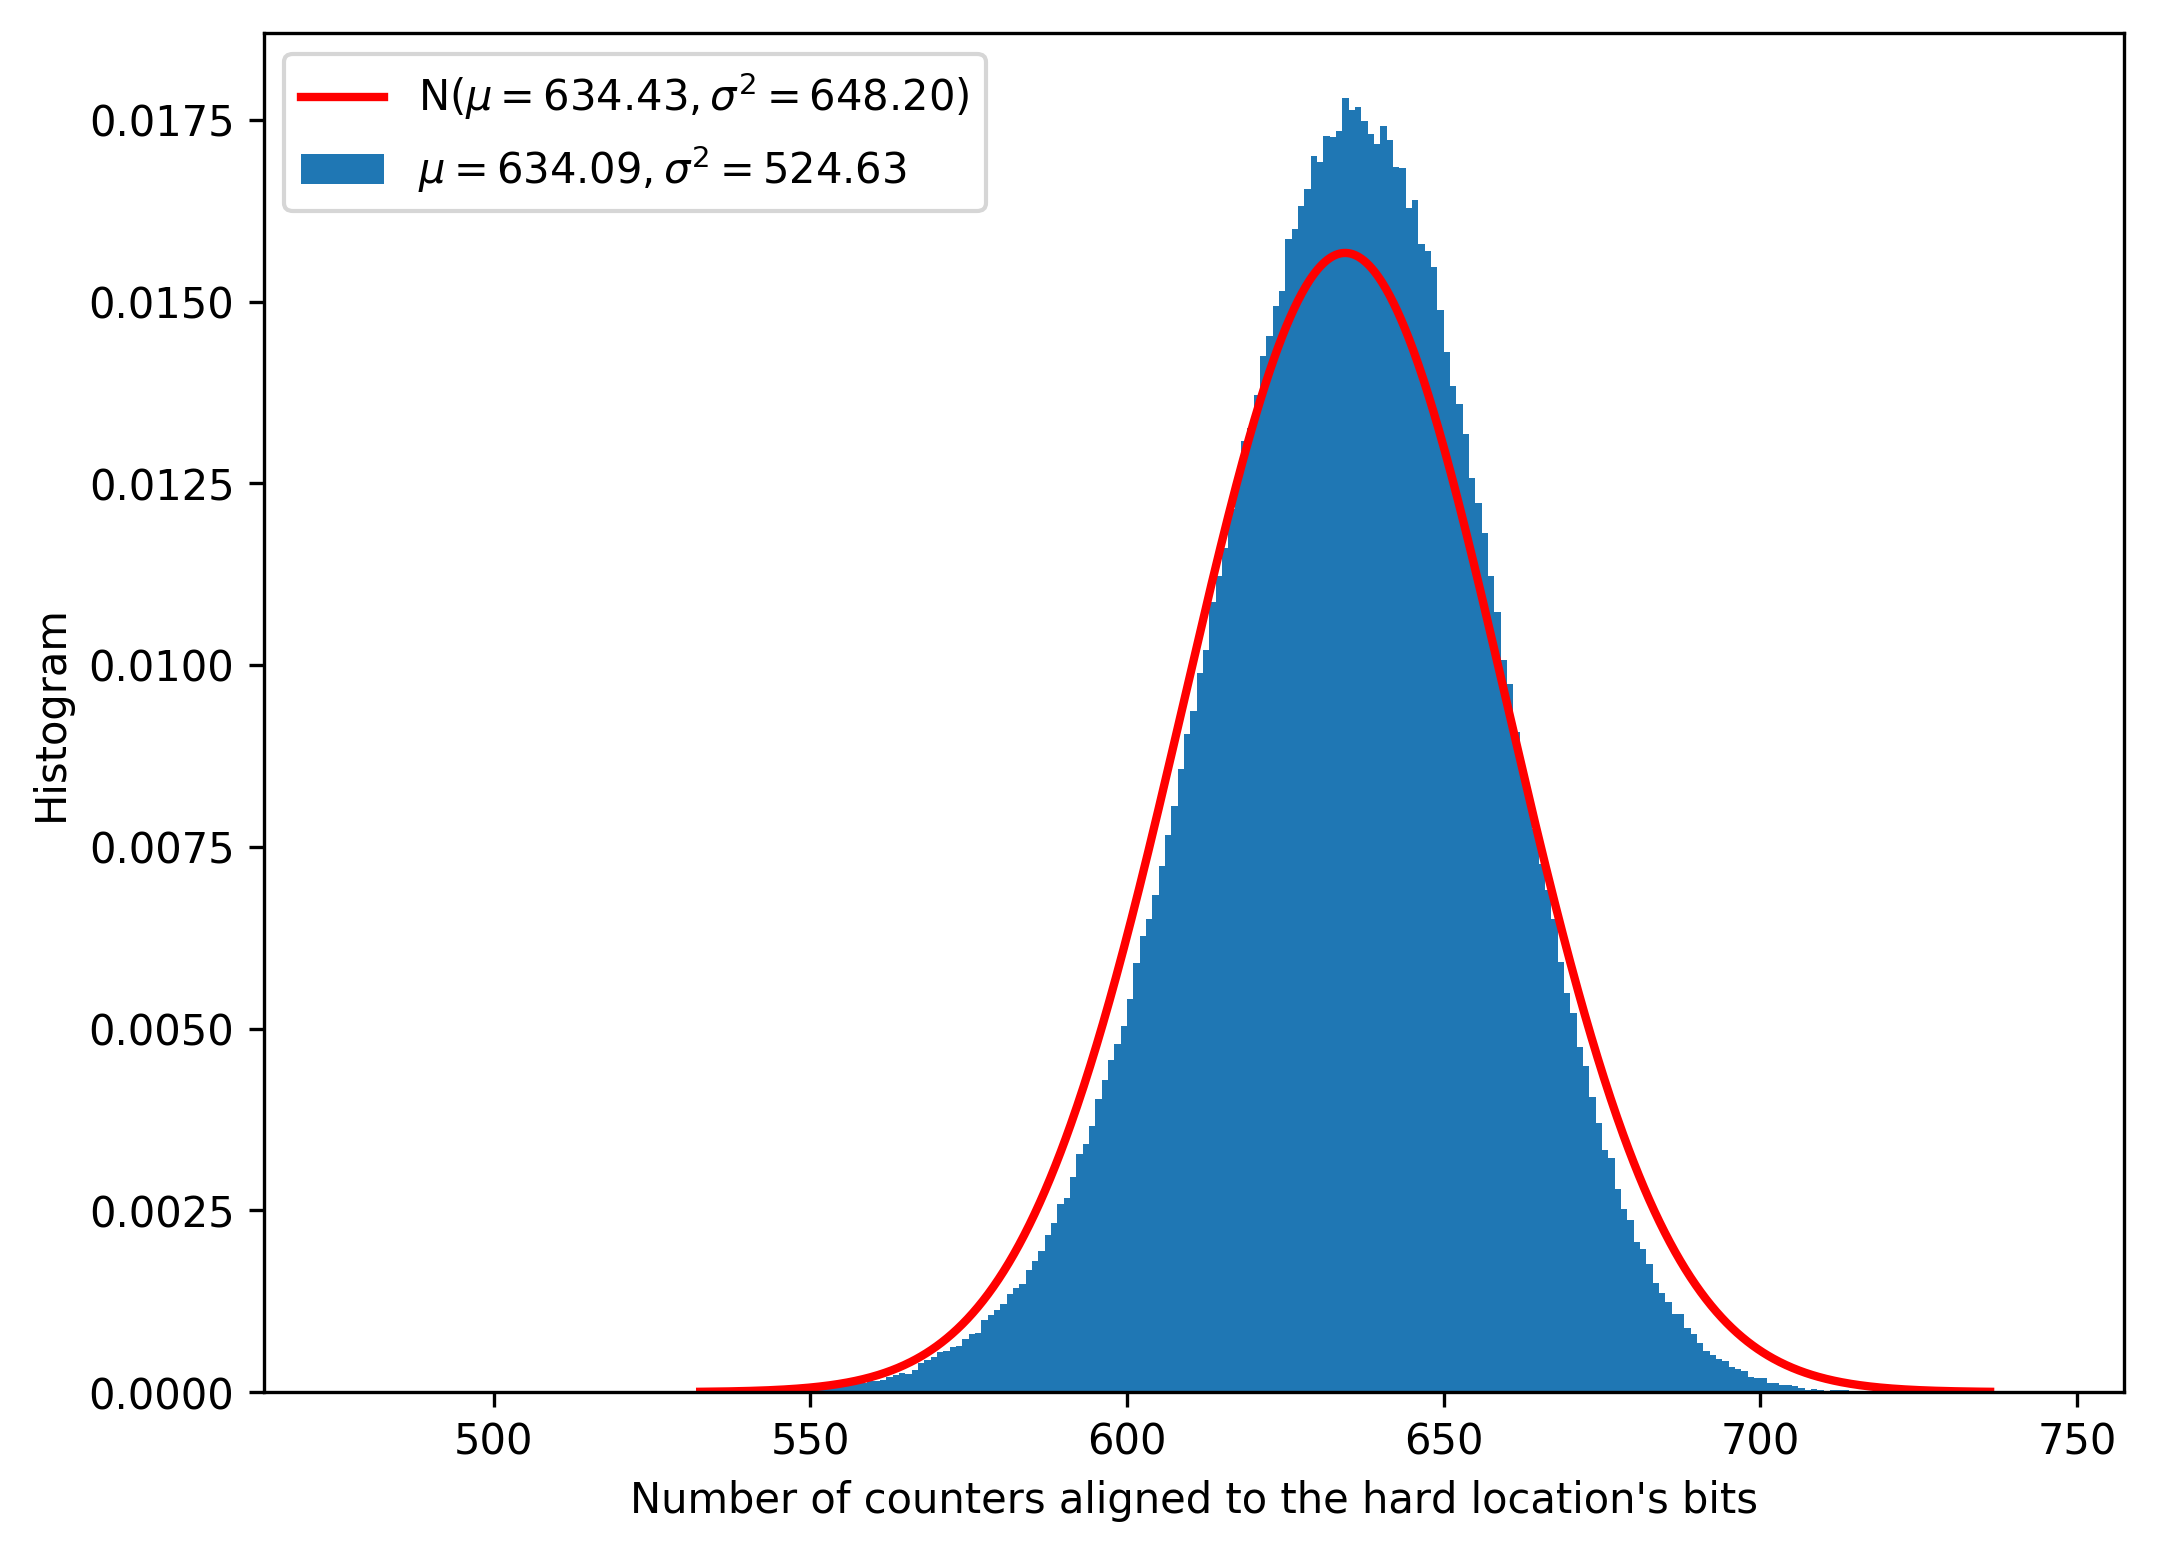 N(μ = 634.43, σ² = 648.20)
μ = 634.09, σ² = 524.63
0.0175
0.0150
0.0125
0.0100
0.0075
0.0050
0.0025
0.0000
Histogram
500 550 600 650 700 750
Number of counters aligned to the hard location's bits